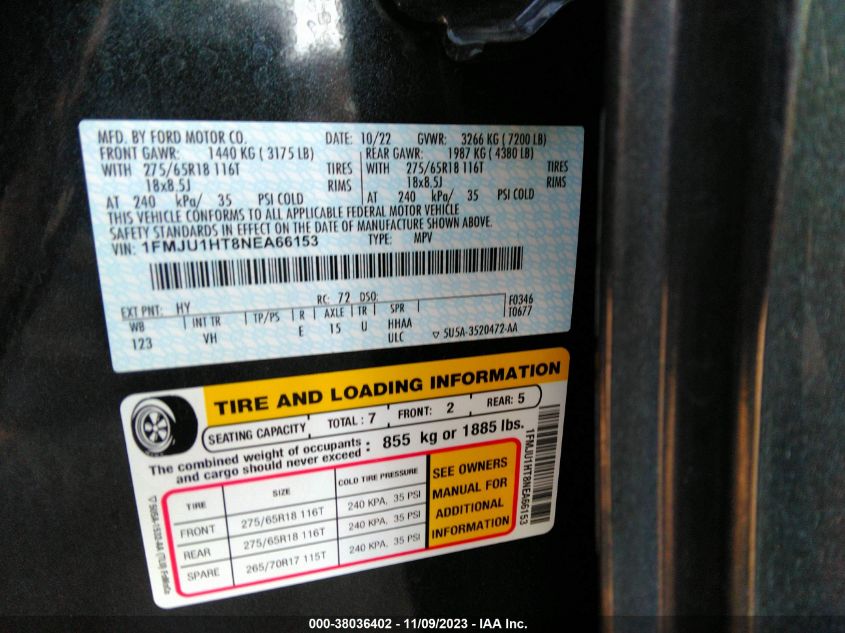 MFD. BY FORD MOTOR CO. DATE: 10/22 GVWR: 3266 KG ( 7200 LB)
FRONT GAWR: 1440 KG ( 3175 LB) REAR GAWR: 1987 KG ( 4380 LB)
WITH 275/65R18 116T TIRES WITH 275/65R18 116T TIRES
18x8.5J RIMS 18x8.5J RIMS
AT 240 kPa/ 35 PSI COLD AT 240 kPa/ 35 PSI COLD
THIS VEHICLE CONFORMS TO ALL APPLICABLE FEDERAL MOTOR VEHICLE
SAFETY STANDARDS IN EFFECT ON THE DATE OF MANUFACTURE SHOWN ABOVE.
VIN: 1FMJU1HT8NEA66153 TYPE: MPV
EXT PNT: HY RC: 72 DSO: F0346
WB INT TR TP/PS R AXLE TR SPR T0677
123 VH E 15 U HHAA
ULC ▽ 5U5A-3520472-AA
TIRE AND LOADING INFORMATION
SEATING CAPACITY TOTAL : 7 FRONT: 2 REAR: 5
The combined weight of occupants
and cargo should never exceed : 855 kg or 1885 lbs.
TIRE SIZE COLD TIRE PRESSURE
FRONT 275/65R18 116T 240 KPA, 35 PSI
REAR 275/65R18 116T 240 KPA, 35 PSI
SPARE 265/70R17 115T 240 KPA, 35 PSI
SEE OWNERS
MANUAL FOR
ADDITIONAL
INFORMATION
1FMJU1HT8NEA66153
000-38036402 - 11/09/2023 - IAA Inc.